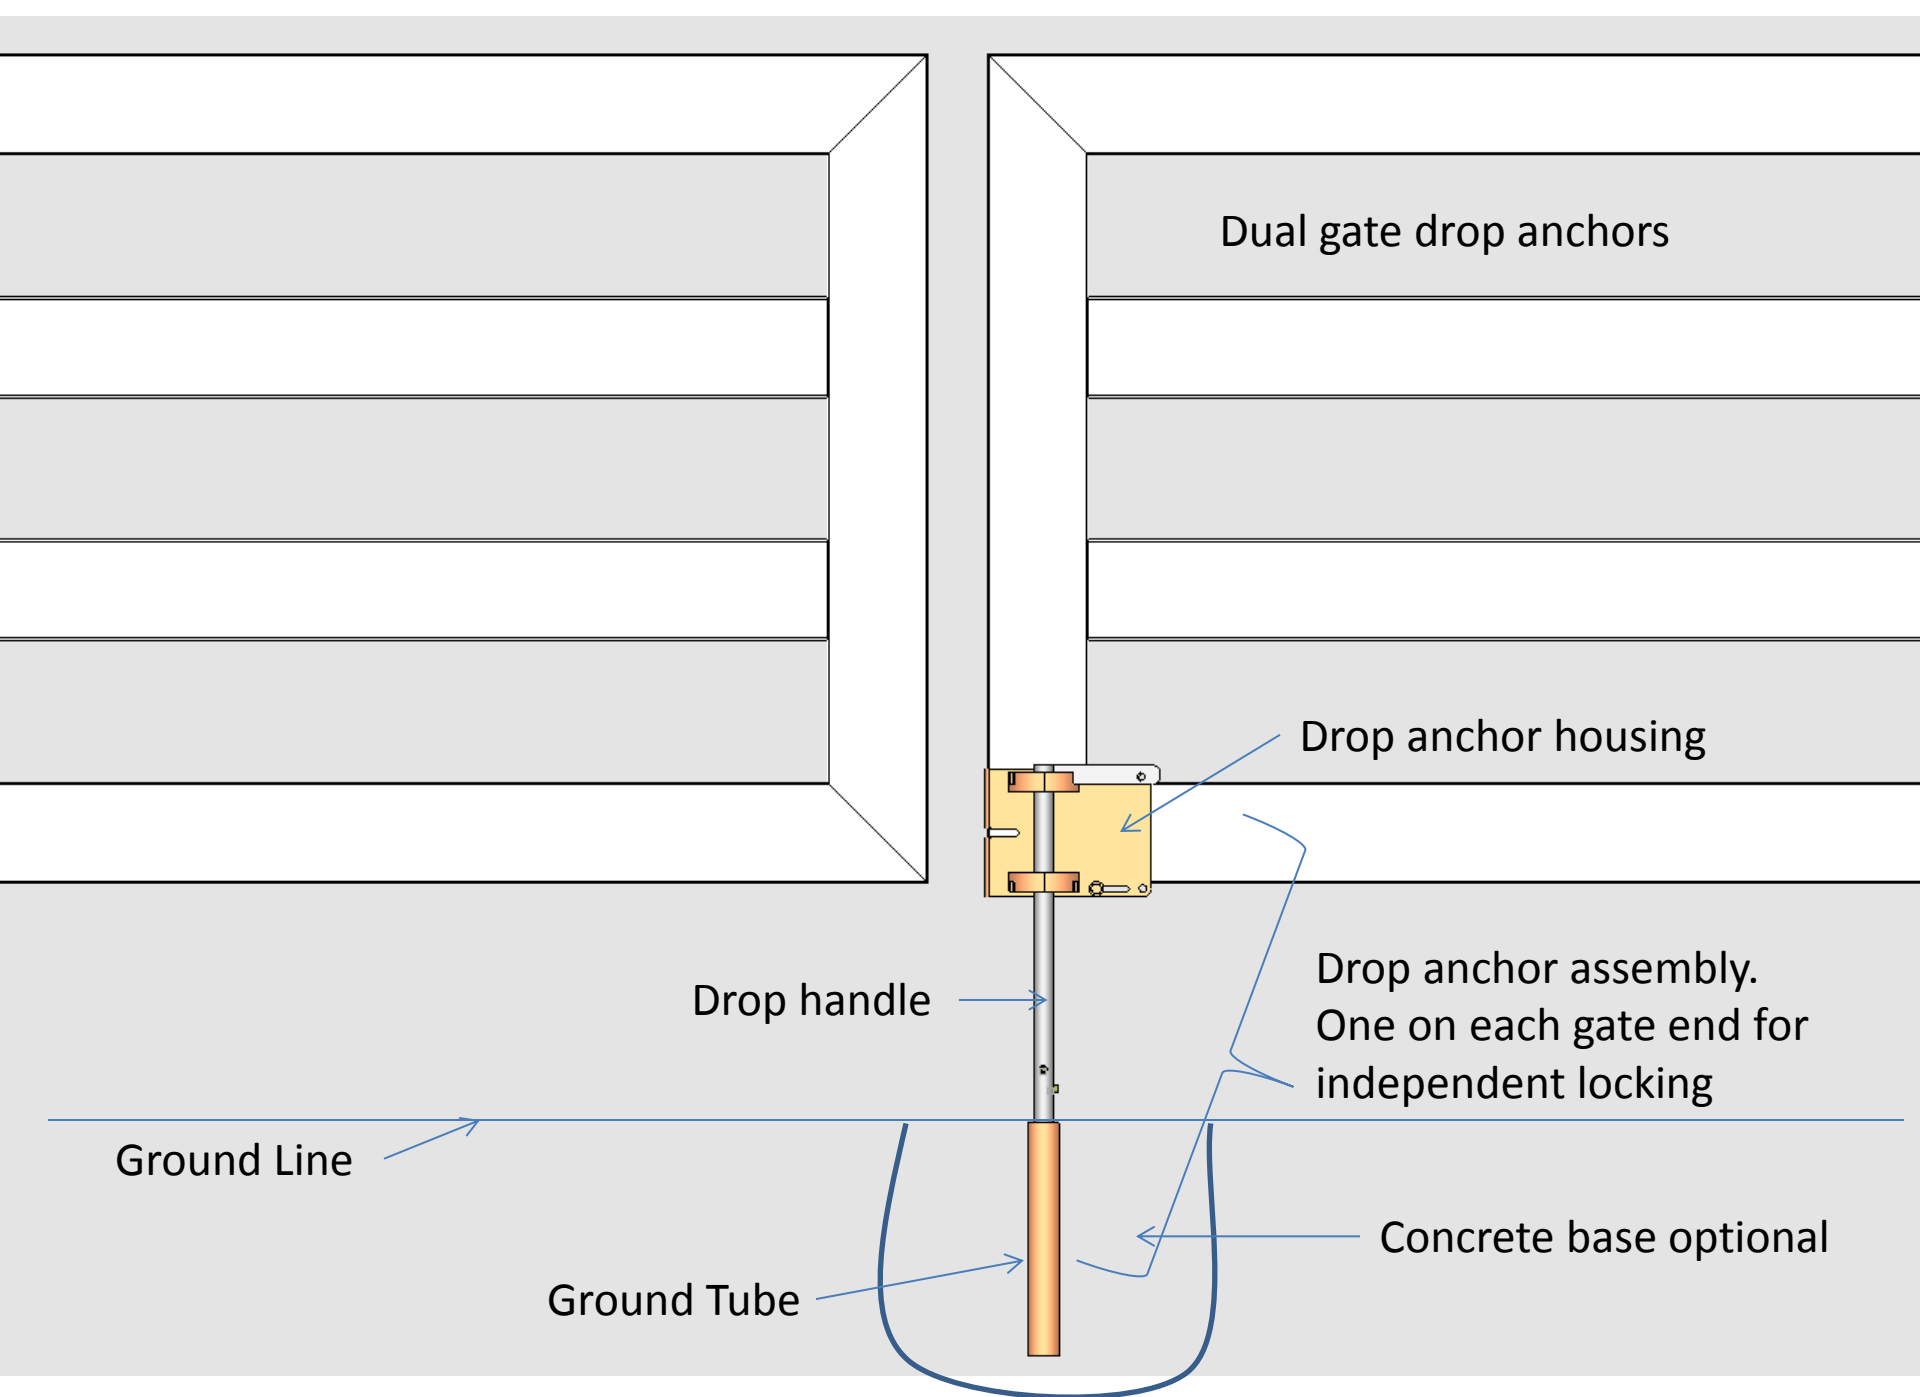 Dual gate drop anchors
Drop anchor housing
Drop handle
Drop anchor assembly.
One on each gate end for
independent locking
Ground Line
Concrete base optional
Ground Tube